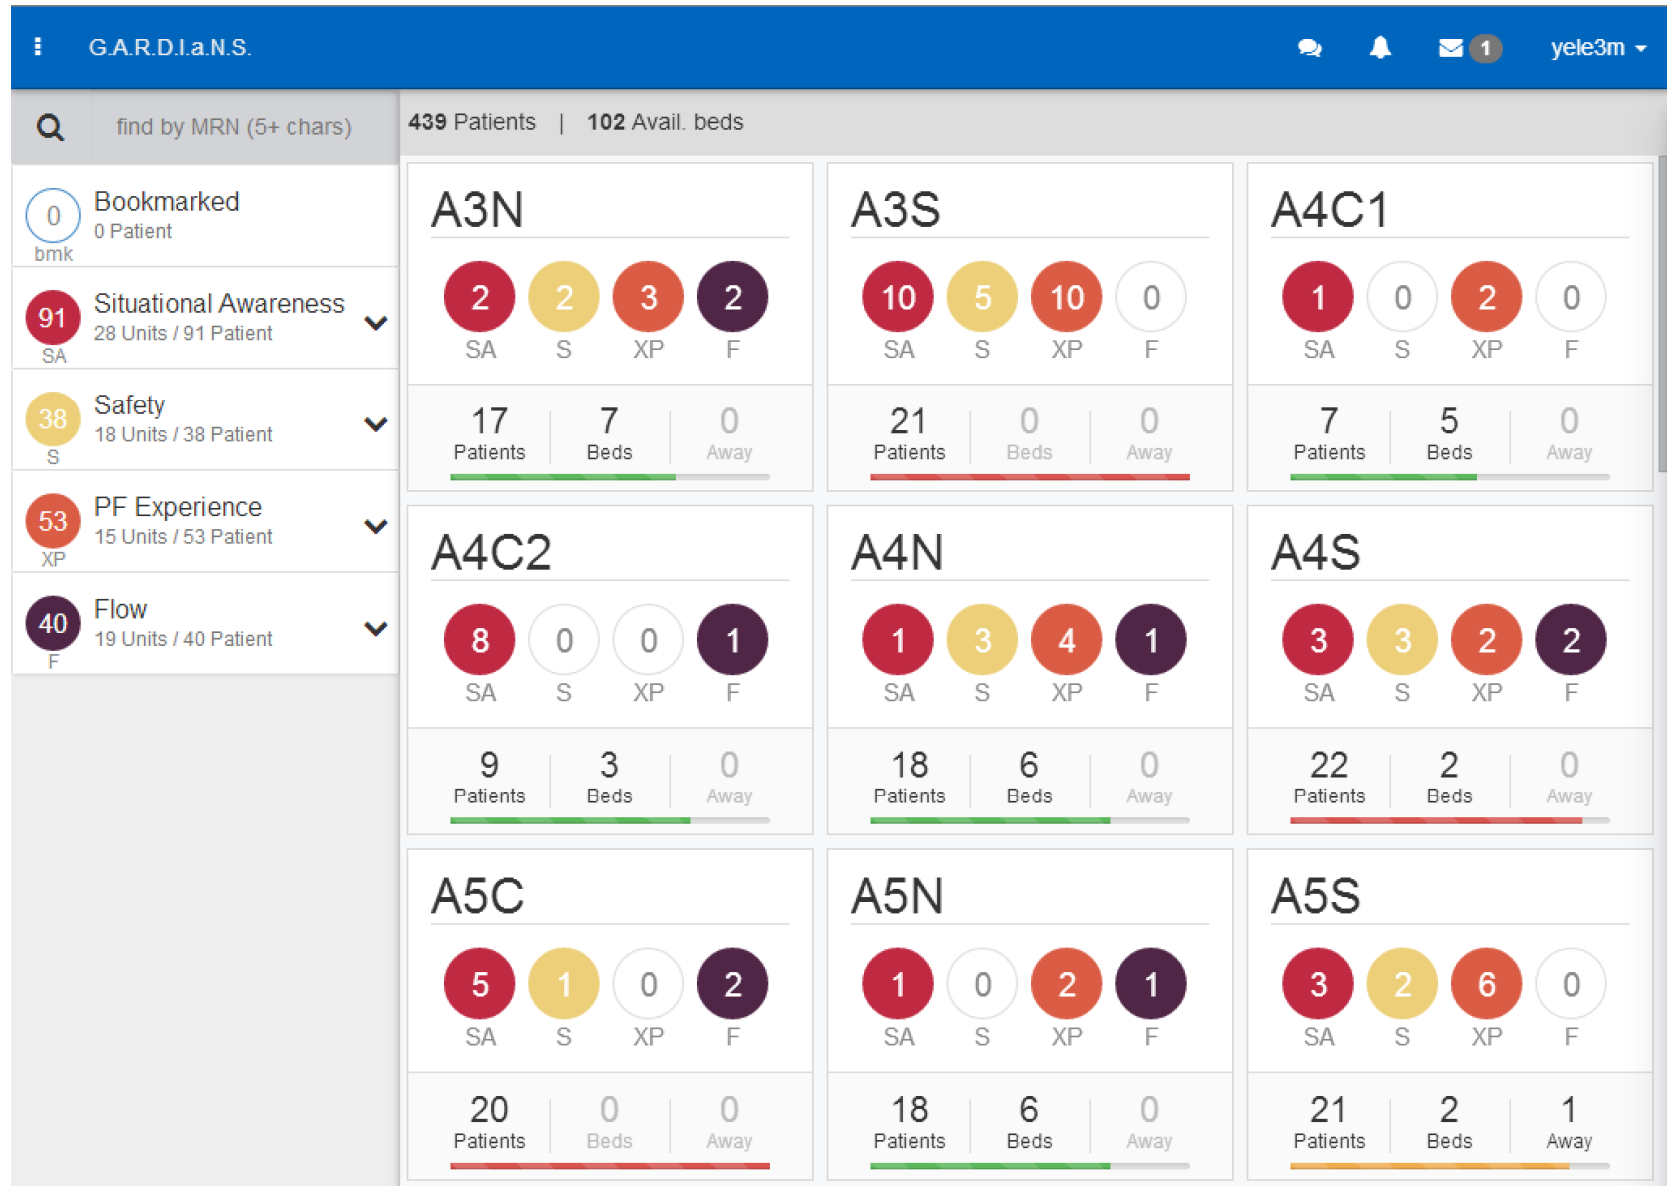 G.A.R.D.I.a.N.S.
1
yele3m
find by MRN (5+ chars)
439 Patients | 102 Avail. beds
0
bmk
Bookmarked
0 Patient
91
SA
Situational Awareness
28 Units / 91 Patient
38
S
Safety
18 Units / 38 Patient
53
XP
PF Experience
15 Units / 53 Patient
40
F
Flow
19 Units / 40 Patient
A3N
2 2 3 2
SA S XP F
17 7 0
Patients Beds Away
A3S
10 5 10 0
SA S XP F
21 0 0
Patients Beds Away
A4C1
1 0 2 0
SA S XP F
7 5 0
Patients Beds Away
A4C2
8 0 0 1
SA S XP F
9 3 0
Patients Beds Away
A4N
1 3 4 1
SA S XP F
18 6 0
Patients Beds Away
A4S
3 3 2 2
SA S XP F
22 2 0
Patients Beds Away
A5C
5 1 0 2
SA S XP F
20 0 0
Patients Beds Away
A5N
1 0 2 1
SA S XP F
18 6 0
Patients Beds Away
A5S
3 2 6 0
SA S XP F
21 2 1
Patients Beds Away